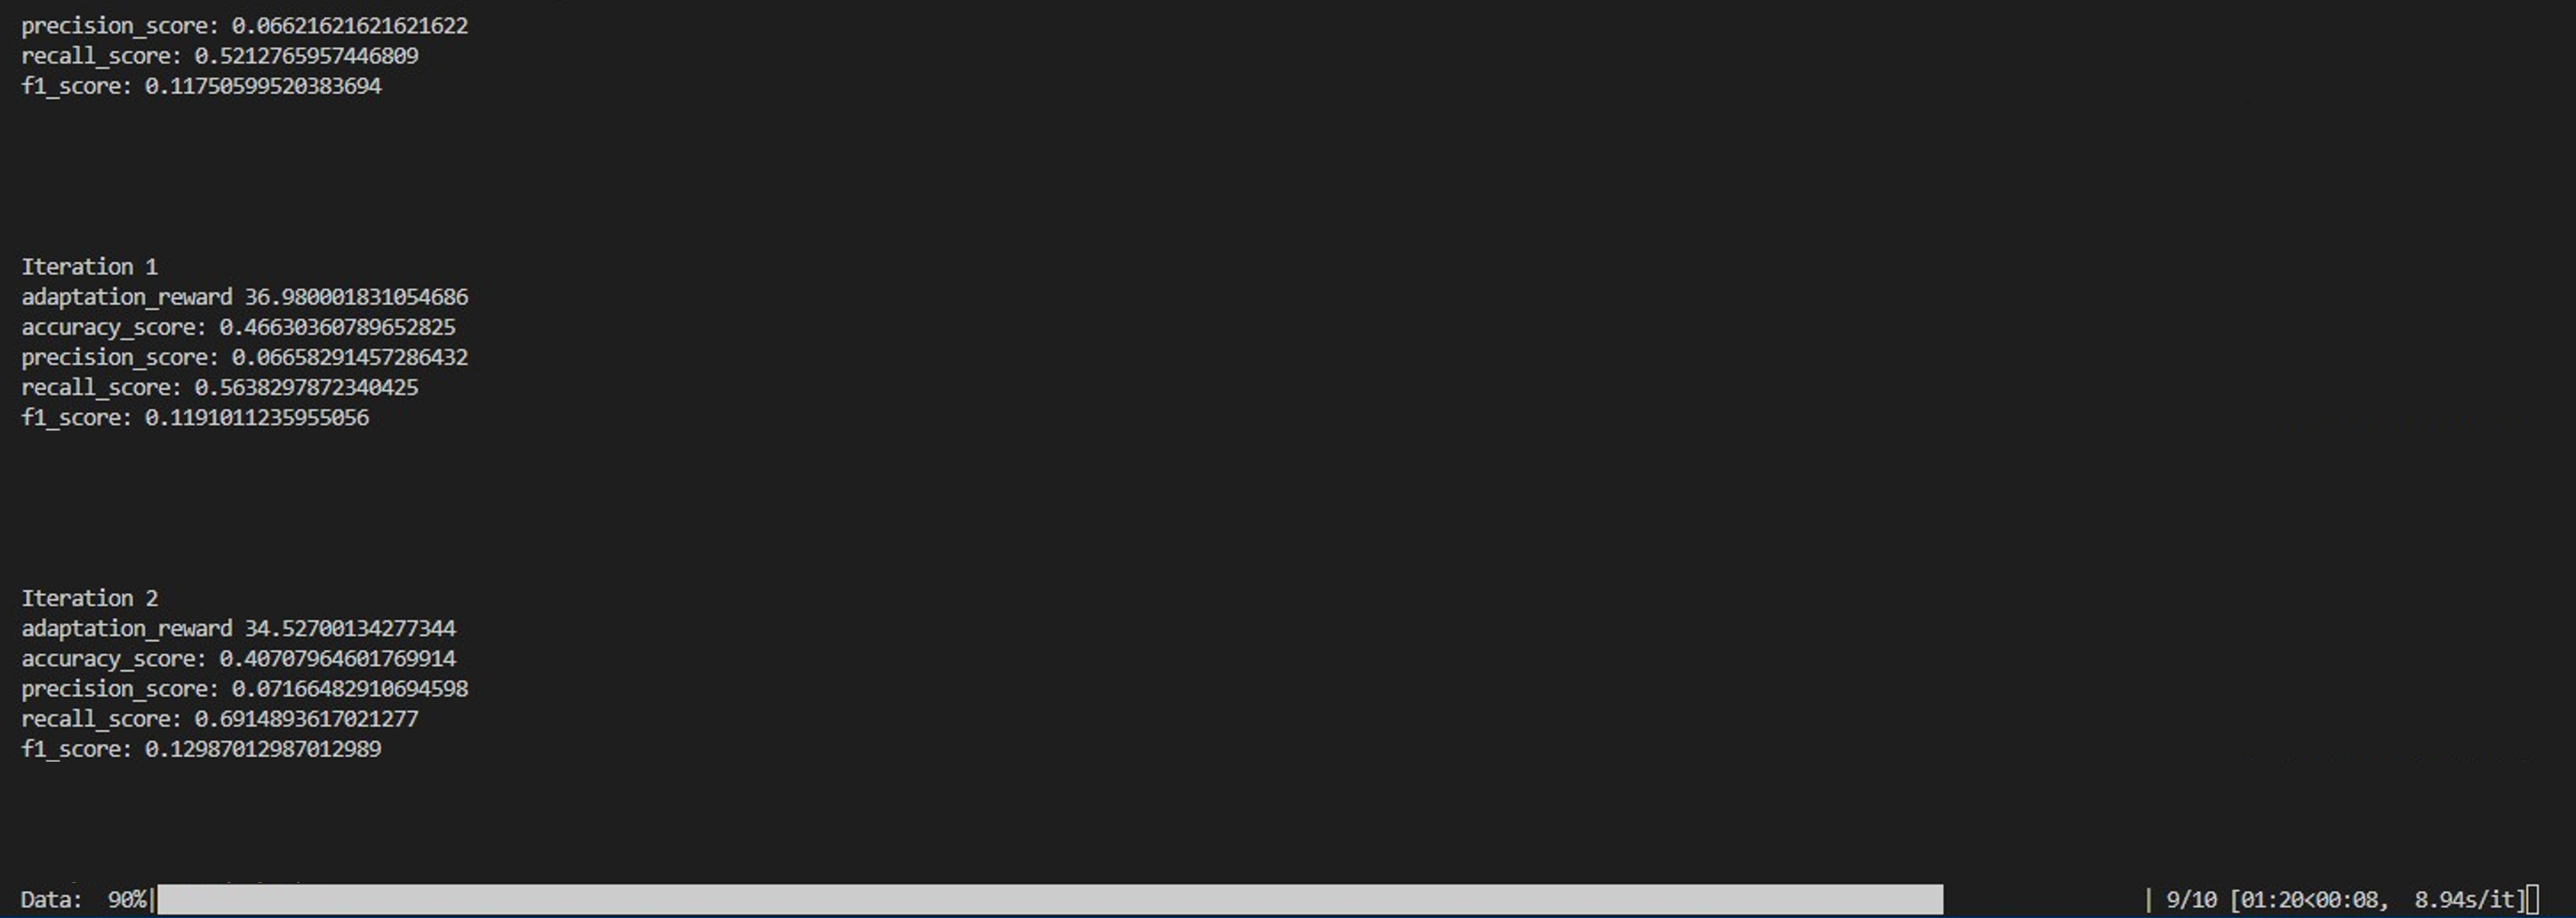 precision_score: 0.06621621621621622
recall_score: 0.5212765957446809
f1_score: 0.11750599520383694
Iteration 1
adaptation_reward 36.980001831054686
accuracy_score: 0.46630360789652825
precision_score: 0.06658291457286432
recall_score: 0.5638297872340425
f1_score: 0.1191011235955056
Iteration 2
adaptation_reward 34.52700134277344
accuracy_score: 0.40707964601769914
precision_score: 0.07166482910694598
recall_score: 0.6914893617021277
f1_score: 0.12987012987012989
Data:  90%| | 9/10 [01:20<00:08,  8.94s/it]